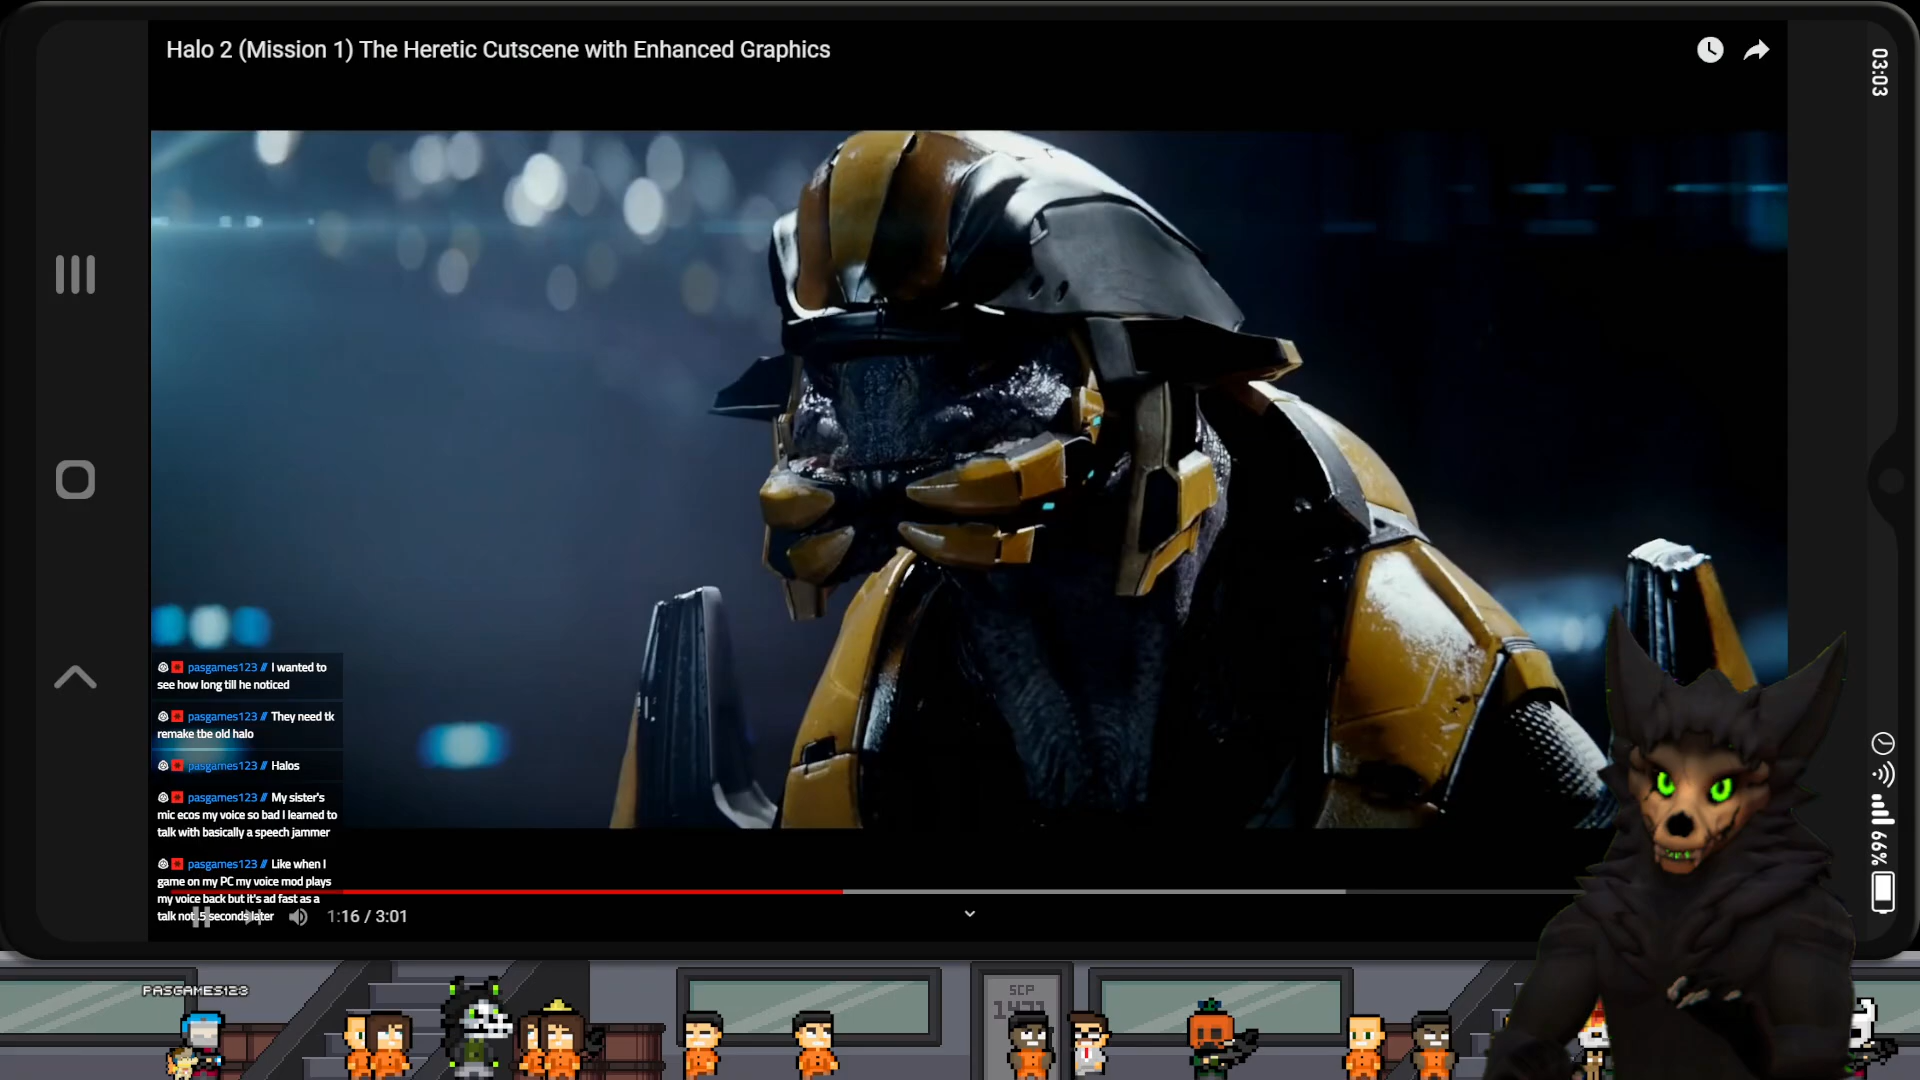 Halo 2 (Mission 1) The Heretic Cutscene with Enhanced Graphics
03:03
pasgames123 // I wanted to
see how long till he noticed
pasgames123 // They need tk
remake tbe old halo
pasgames123 // Halos
pasgames123 // My sister's
mic ecos my voice so bad I learned to
talk with basically a speech jammer
pasgames123 // Like when I
game on my PC my voice mod plays
my voice back but it's ad fast as a
talk not .5 seconds later
1:16 / 3:01
66%
PASGAMES123
SCP
1471